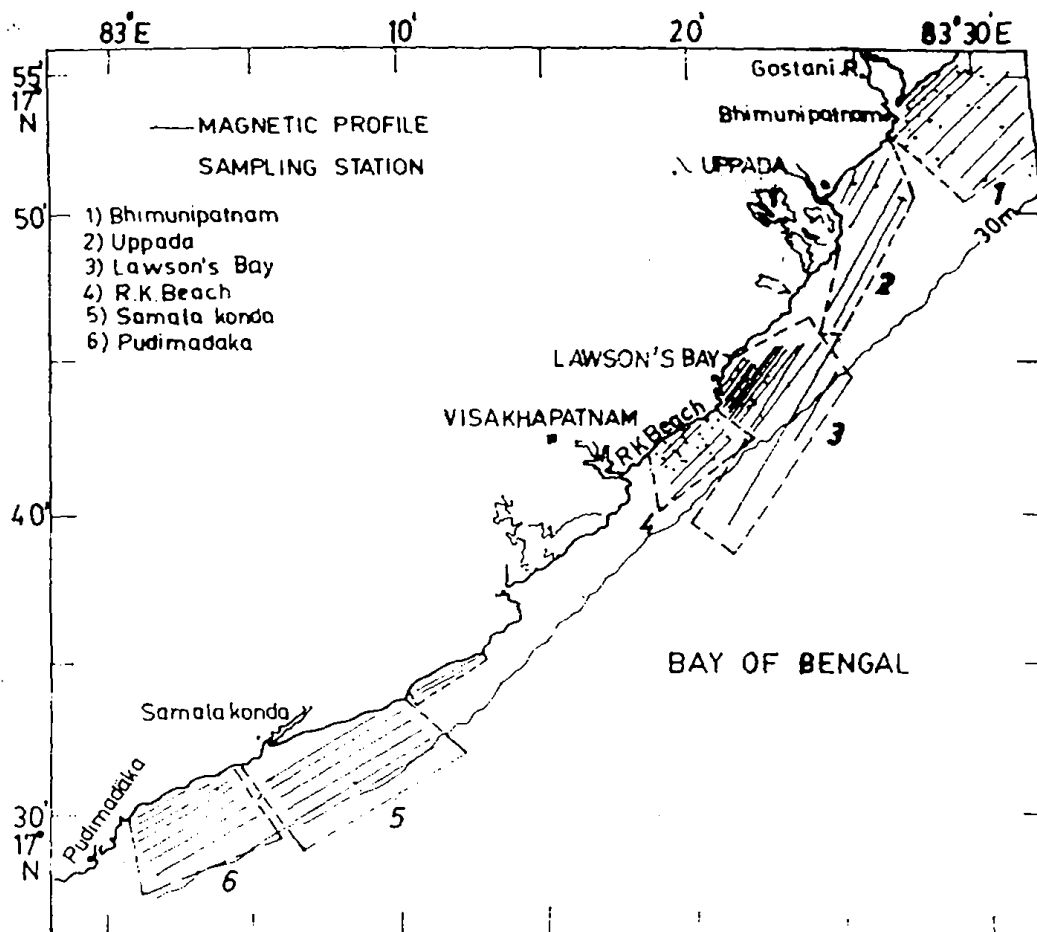 83° E 10' 20' 83° 30' E
55'
17°
N
Gostani R.
Bhimunipatnam
MAGNETIC PROFILE
SAMPLING STATION
UPPADA
1
50'
30m
1) Bhimunipatnam
2) Uppada
3) Lawson's Bay
4) R.K. Beach
5) Samala konda
6) Pudimadaka
2
LAWSON'S BAY
VISAKHAPATNAM
RK Beach
3
40'
4
BAY OF BENGAL
Samala konda
30'
17°
N
Pudimadaka
5
6